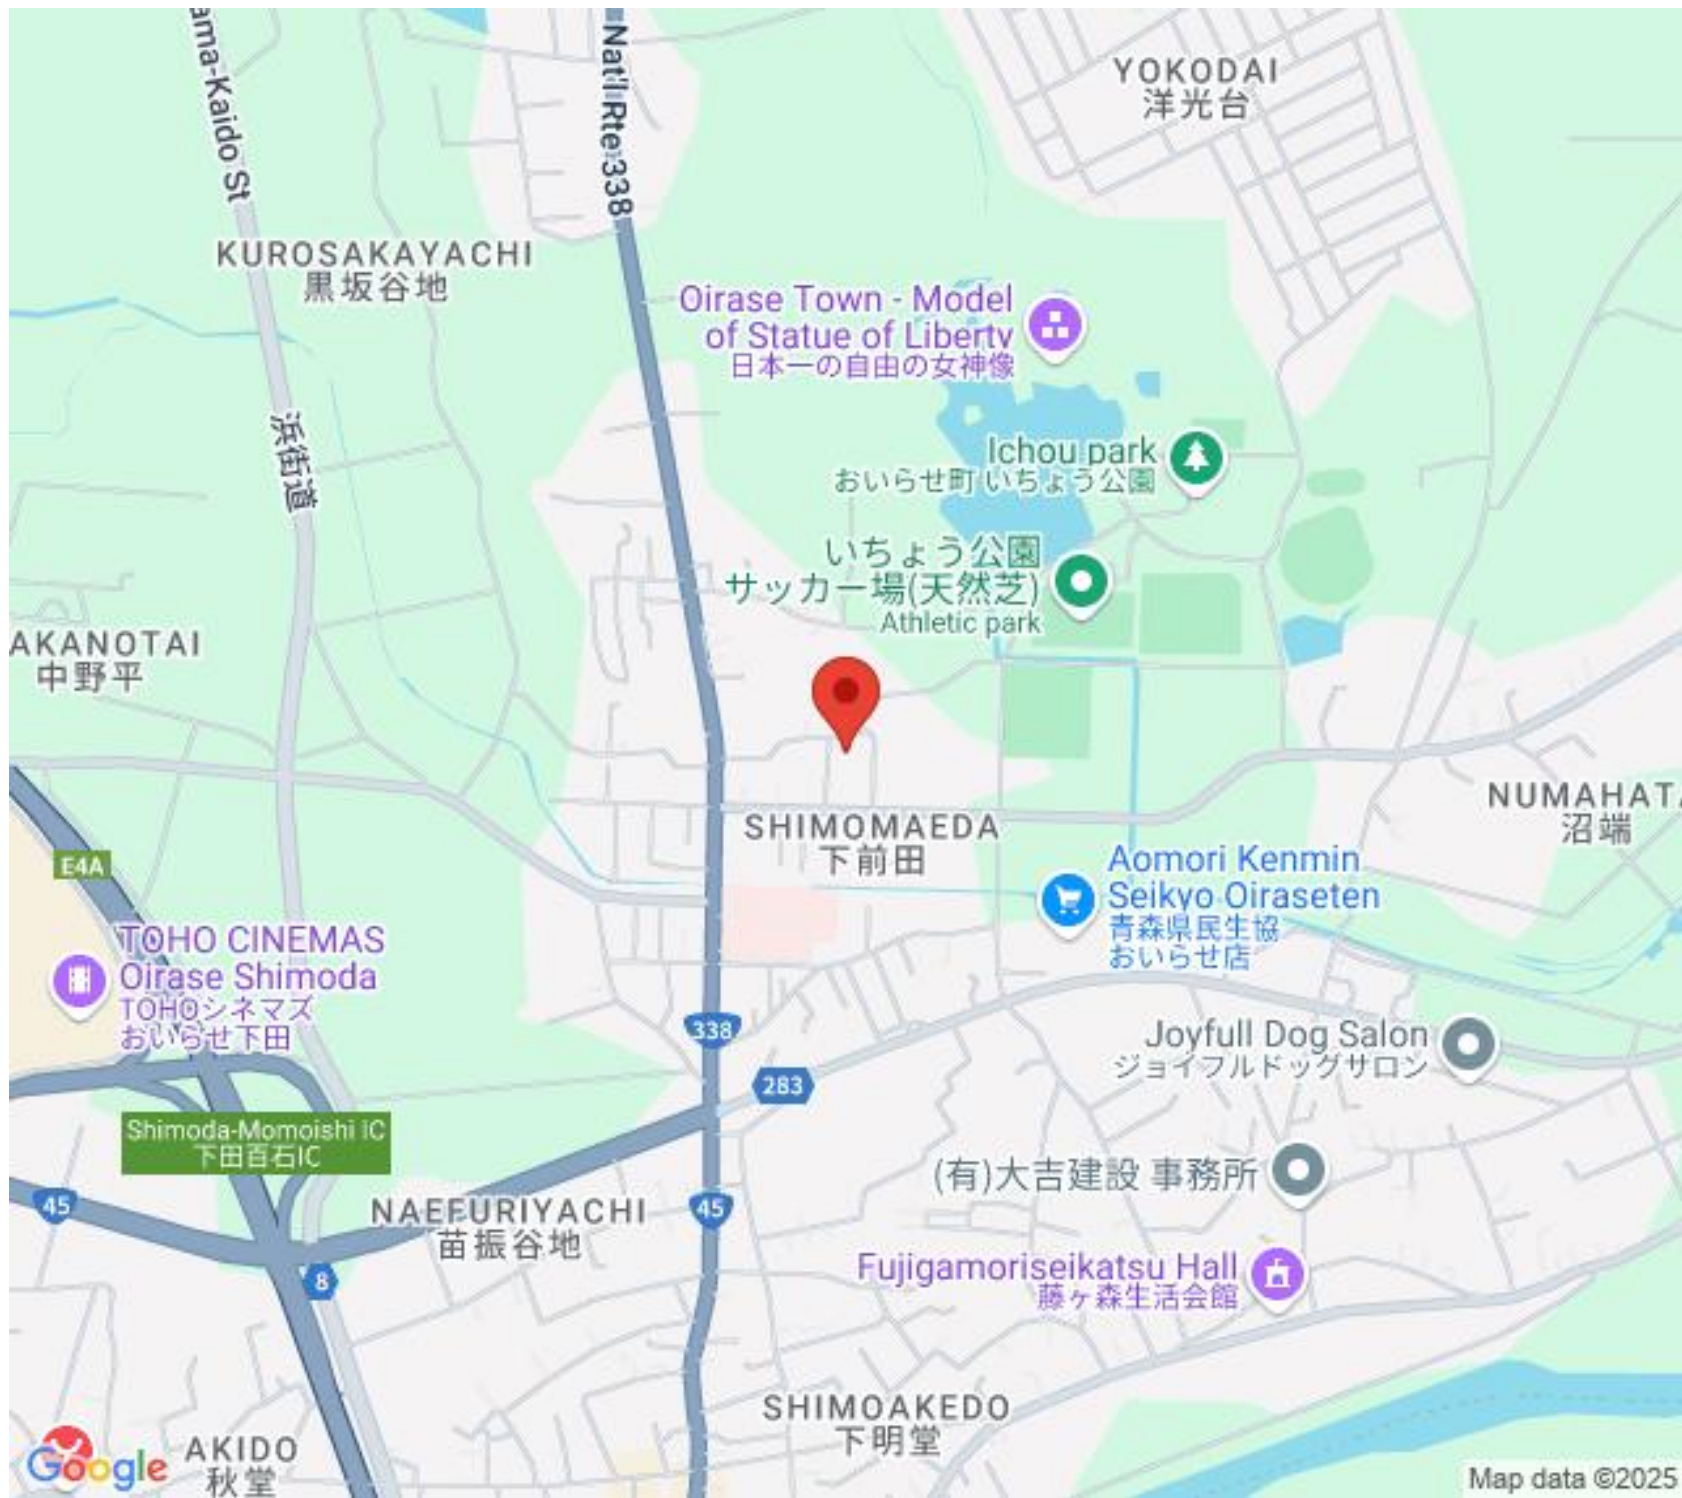 ama-Kaido St
Nat'l Rte 338
YOKODAI
洋光台
KUROSAKAYACHI
黒坂谷地
Oirase Town - Model
of Statue of Liberty
日本一の自由の女神像
浜街道
Ichou park
おいらせ町 いちょう公園
いちょう公園
サッカー場(天然芝)
Athletic park
AKANOTAI
中野平
NUMAHATA
沼端
SHIMOMAEDA
下前田
E4A
Aomori Kenmin
Seikyo Oiraseten
青森県民生協
おいらせ店
TOHO CINEMAS
Oirase Shimoda
TOHOシネマズ
おいらせ下田
338
Joyfull Dog Salon
ジョイフルドッグサロン
283
Shimoda-Momoishi IC
下田百石IC
(有)大吉建設 事務所
45
NAEFURIYACHI
苗振谷地
45
8
Fujigamoriseikatsu Hall
藤ヶ森生活会館
SHIMOAKEDO
下明堂
AKIDO
秋堂
Google
Map data ©2025